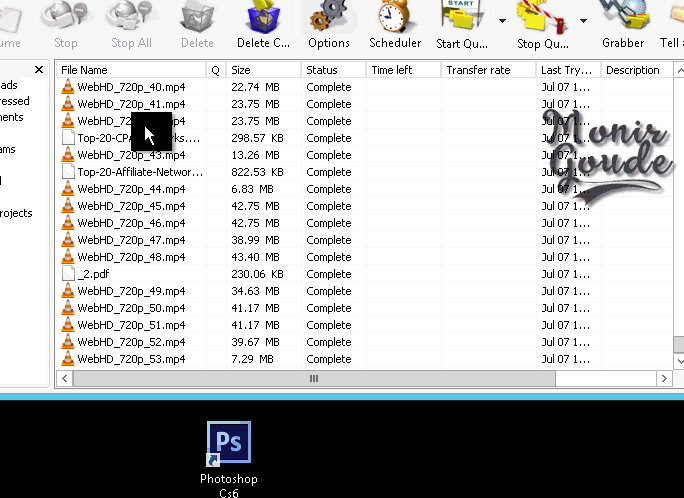 ume Stop Stop All Delete Delete C... Options Scheduler Start Qu... Stop Qu... Grabber Tell a
ads
ressed
ments
ams
rojects
File Name Q Size Status Time left Transfer rate Last Try... Description
WebHD_720p_40.mp4 22.74 MB Complete Jul 07 1...
WebHD_720p_41.mp4 23.75 MB Complete Jul 07 1...
WebHD_7 .mp4 23.75 MB Complete Jul 07 1...
Top-20-CPA rks.... 298.57 KB Complete Jul 07 1...
WebHD_720p_43.mp4 13.26 MB Complete Jul 07 1...
Top-20-Affiliate-Networ... 822.53 KB Complete Jul 07 1...
WebHD_720p_44.mp4 6.83 MB Complete Jul 07 1...
WebHD_720p_45.mp4 42.75 MB Complete Jul 07 1...
WebHD_720p_46.mp4 42.75 MB Complete Jul 07 1...
WebHD_720p_47.mp4 38.99 MB Complete Jul 07 1...
WebHD_720p_48.mp4 43.40 MB Complete Jul 07 1...
_2.pdf 230.06 KB Complete Jul 07 1...
WebHD_720p_49.mp4 34.63 MB Complete Jul 07 1...
WebHD_720p_50.mp4 41.17 MB Complete Jul 07 1...
WebHD_720p_51.mp4 41.17 MB Complete Jul 07 1...
WebHD_720p_52.mp4 39.67 MB Complete Jul 07 1...
WebHD_720p_53.mp4 7.29 MB Complete Jul 07 1...
Monir
Goude
Ps
Photoshop
Cs6